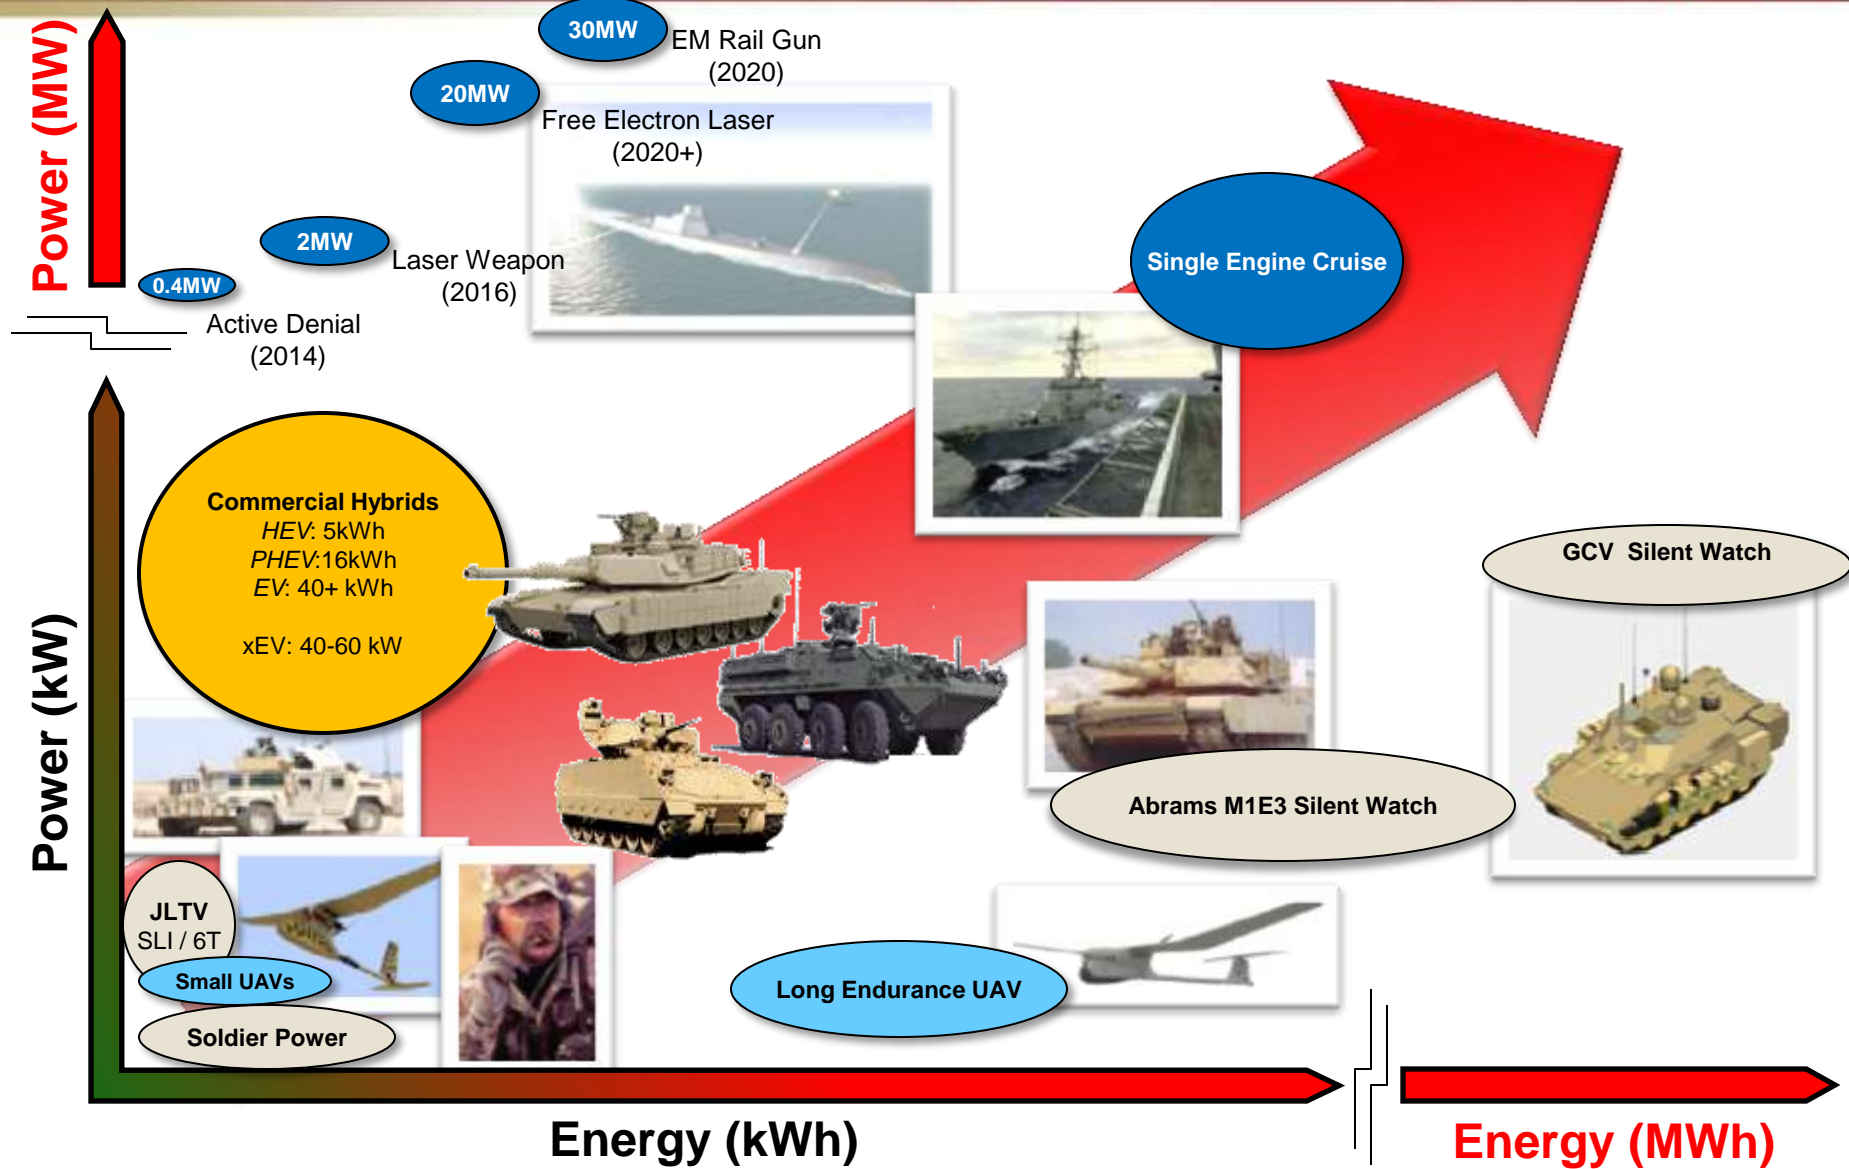 Power (MW)
30MW
EM Rail Gun
(2020)
20MW
Free Electron Laser
(2020+)
2MW
Laser Weapon
(2016)
0.4MW
Active Denial
(2014)
Single Engine Cruise
Commercial Hybrids
HEV: 5kWh
PHEV:16kWh
EV: 40+ kWh
xEV: 40-60 kW
GCV  Silent Watch
Abrams M1E3 Silent Watch
Power (kW)
JLTV
SLI / 6T
Small UAVs
Soldier Power
Long Endurance UAV
Energy (kWh)
Energy (MWh)